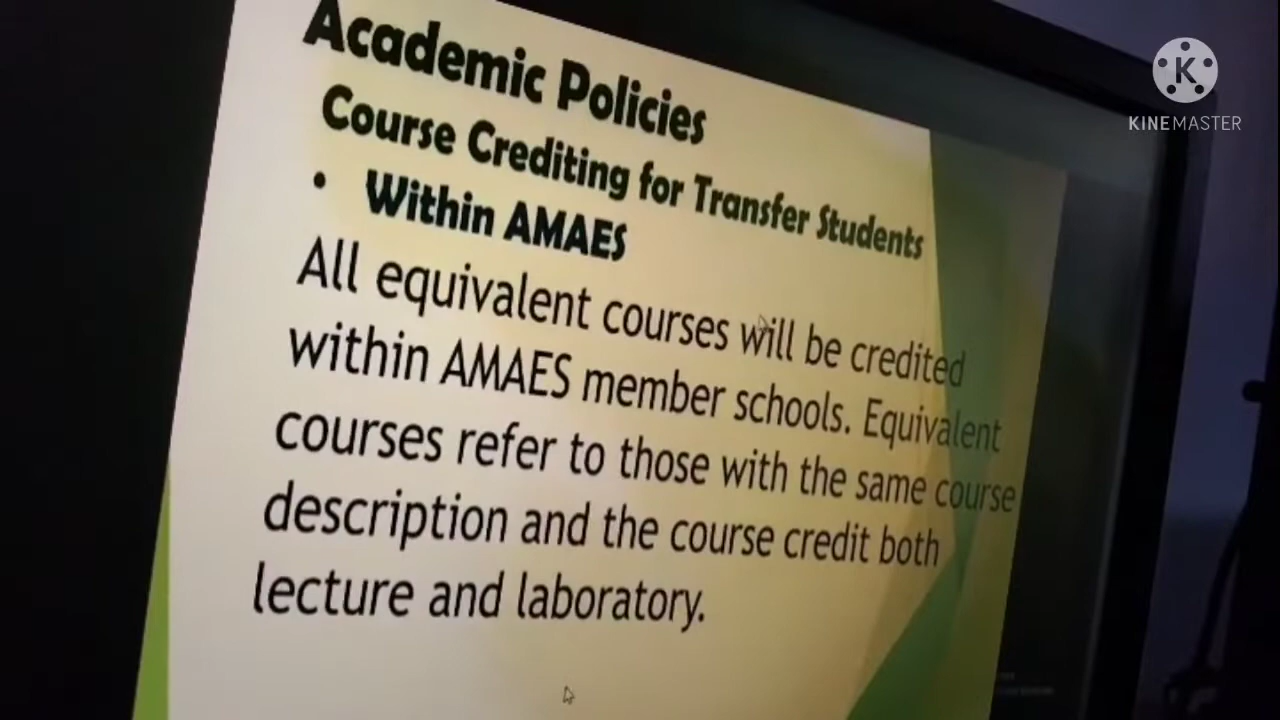 Academic Policies
Course Crediting for Transfer Students
• Within AMAES
All equivalent courses will be credited
within AMAES member schools. Equivalent
courses refer to those with the same course
description and the course credit both
lecture and laboratory.
K
KINEMASTER